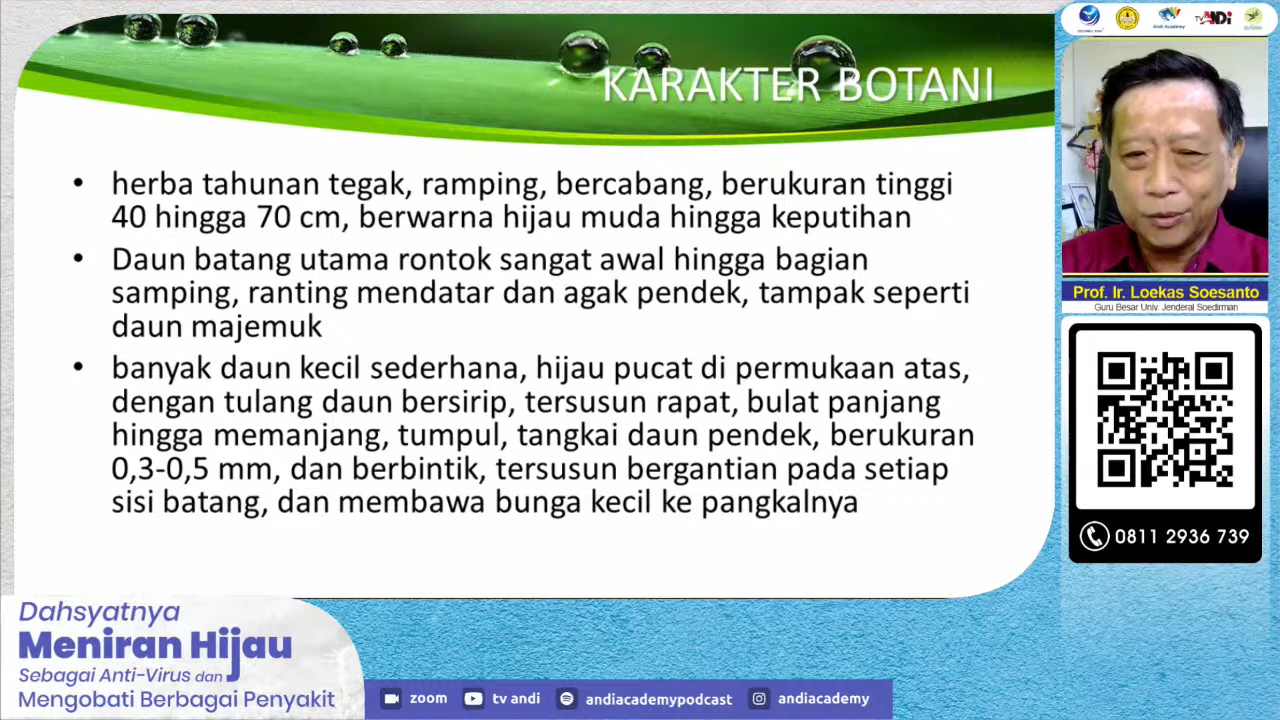 KARAKTER BOTANI
• herba tahunan tegak, ramping, bercabang, berukuran tinggi
40 hingga 70 cm, berwarna hijau muda hingga keputihan
• Daun batang utama rontok sangat awal hingga bagian
samping, ranting mendatar dan agak pendek, tampak seperti
daun majemuk
• banyak daun kecil sederhana, hijau pucat di permukaan atas,
dengan tulang daun bersirip, tersusun rapat, bulat panjang
hingga memanjang, tumpul, tangkai daun pendek, berukuran
0,3-0,5 mm, dan berbintik, tersusun bergantian pada setiap
sisi batang, dan membawa bunga kecil ke pangkalnya
Andi Academy
TV ANDI
Prof. Ir. Loekas Soesanto
Guru Besar Univ. Jenderal Soedirman
0811 2936 739
Dahsyatnya
Meniran Hijau
Sebagai Anti-Virus dan
Mengobati Berbagai Penyakit
zoom
tv andi
andiacademypodcast
andiacademy